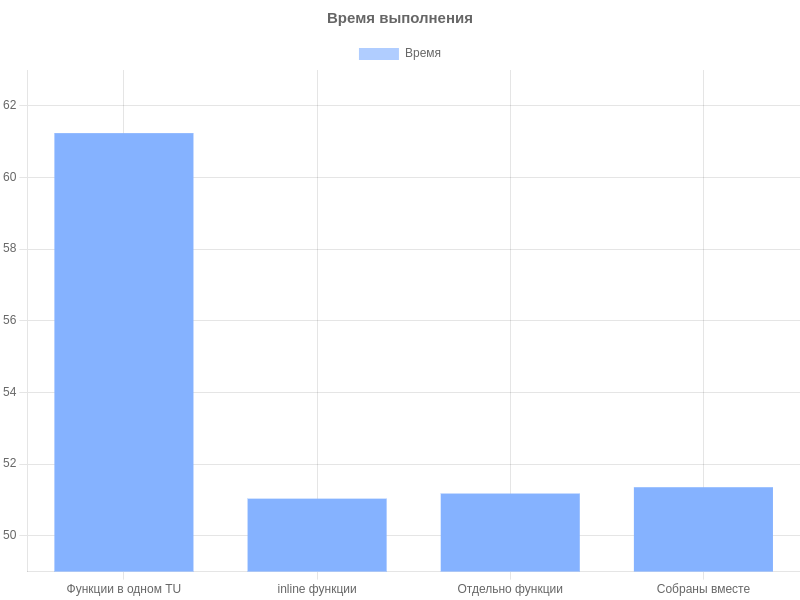 Время выполнения
Время
62
60
58
56
54
52
50
Функции в одном TU
inline функции
Отдельно функции
Собраны вместе